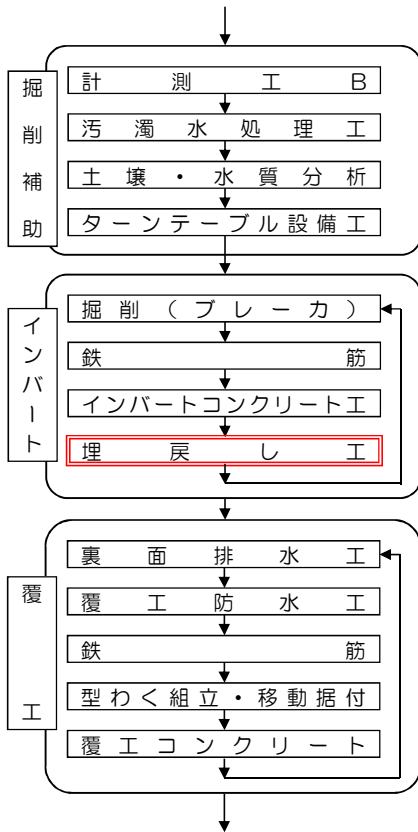 掘削補助
計測工B
汚濁水処理工
土壌・水質分析
ターンテーブル設備工
インバート
掘削（ブレーカ）
鉄筋
インバートコンクリート工
埋戻し工
覆工
裏面排水工
覆工防水工
鉄筋
型わく組立・移動据付
覆工コンクリート